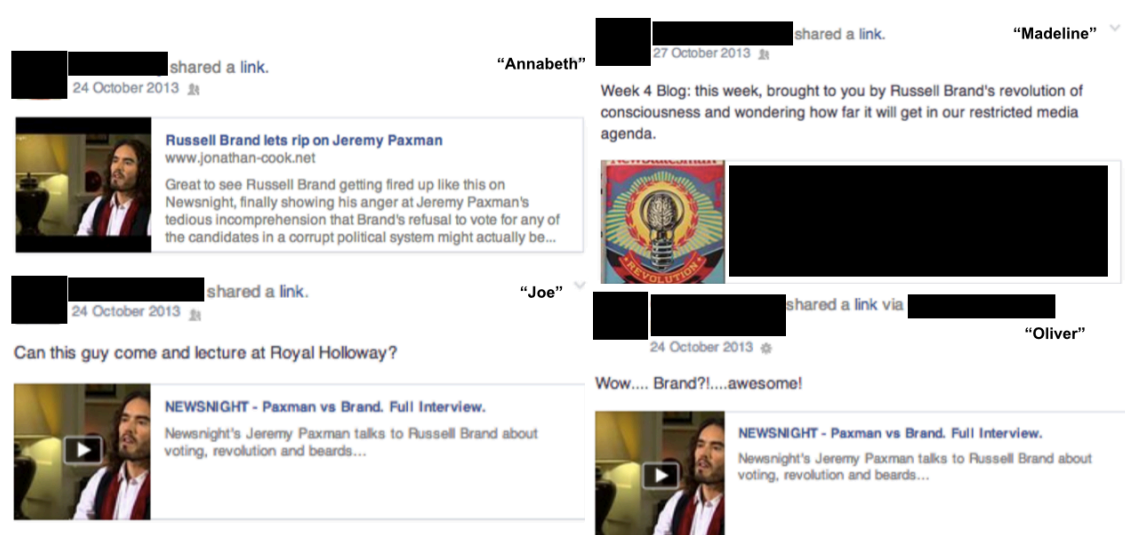 shared a link.
"Annabeth"
24 October 2013
Russell Brand lets rip on Jeremy Paxman
www.jonathan-cook.net
Great to see Russell Brand getting fired up like this on
Newsnight, finally showing his anger at Jeremy Paxman's
tedious incomprehension that Brand's refusal to vote for any of
the candidates in a corrupt political system might actually be...
shared a link.
"Joe"
24 October 2013
Can this guy come and lecture at Royal Holloway?
NEWSNIGHT - Paxman vs Brand. Full Interview.
Newsnight's Jeremy Paxman talks to Russell Brand about
voting, revolution and beards...
shared a link.
"Madeline"
27 October 2013
Week 4 Blog: this week, brought to you by Russell Brand's revolution of
consciousness and wondering how far it will get in our restricted media
agenda.
NewStatesman
REVOLUTION
shared a link via
"Oliver"
24 October 2013
Wow.... Brand?!....awesome!
NEWSNIGHT - Paxman vs Brand. Full Interview.
Newsnight's Jeremy Paxman talks to Russell Brand about
voting, revolution and beards...